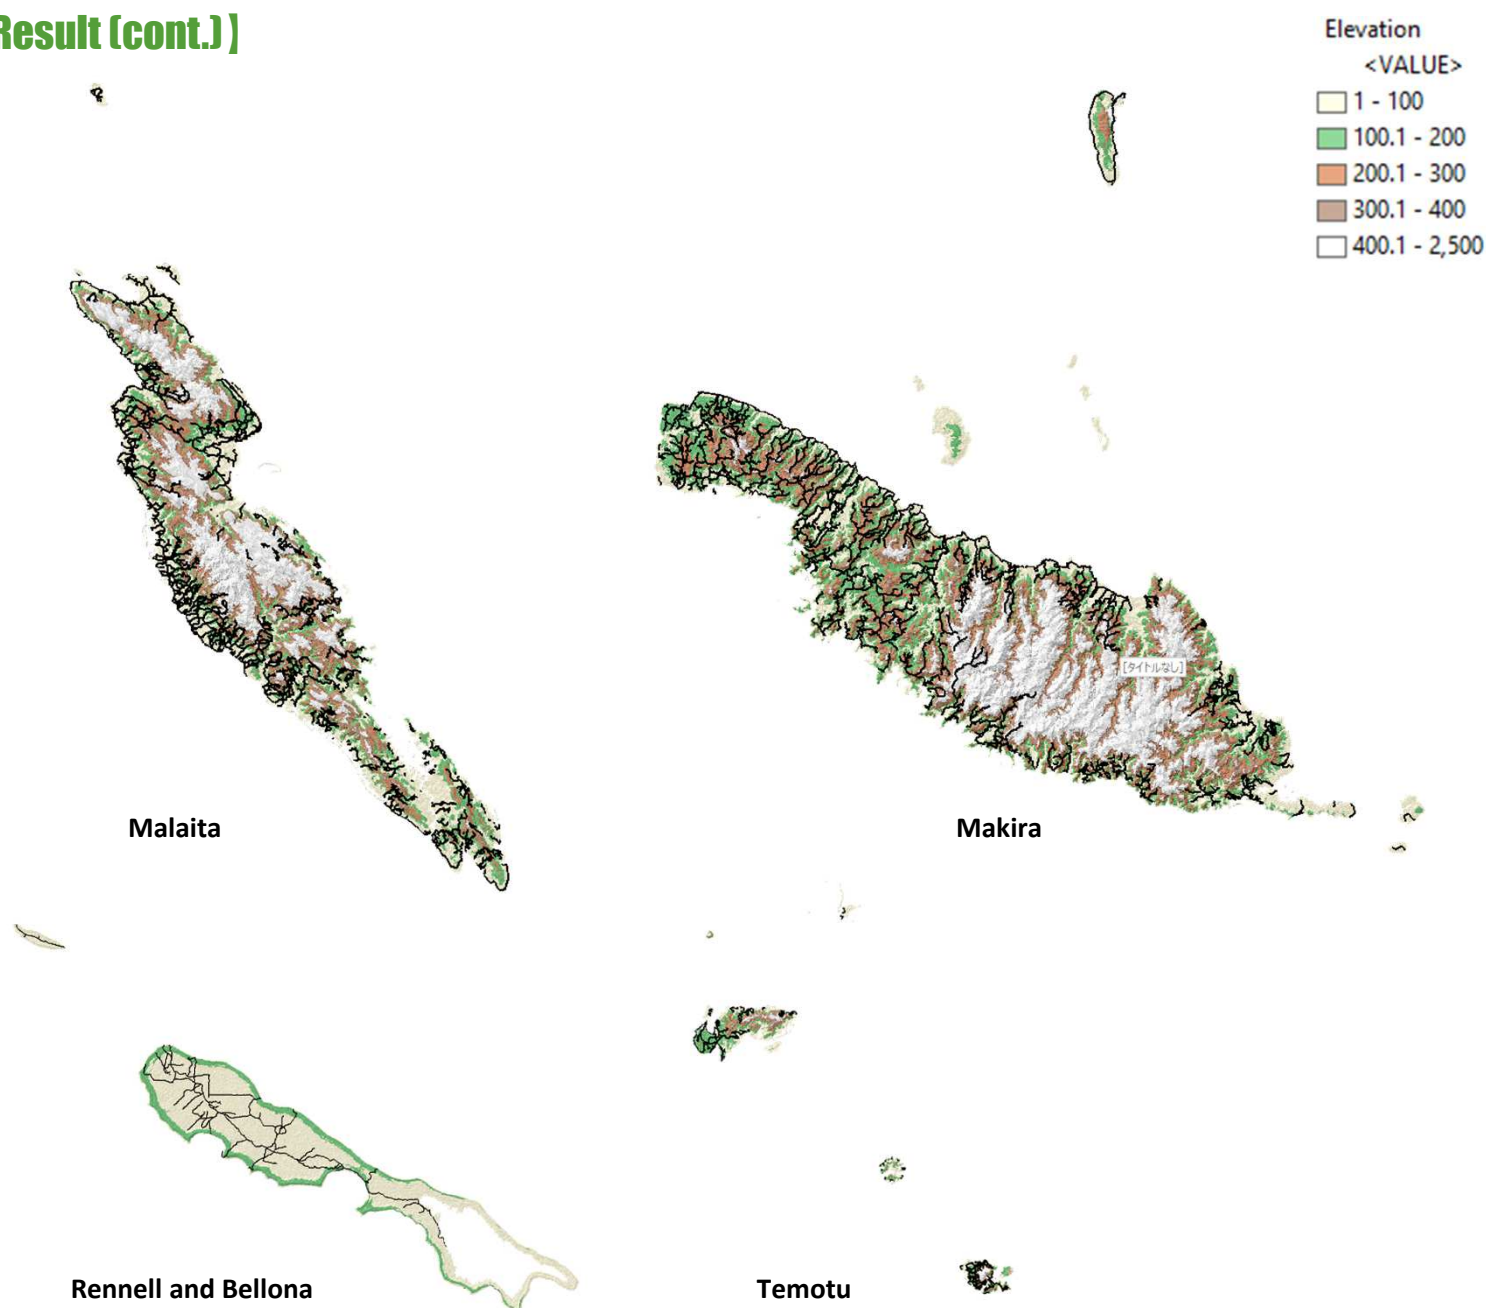 Result (cont.)】
Elevation
<VALUE>
1 - 100
100.1 - 200
200.1 - 300
300.1 - 400
400.1 - 2,500
[タイトルなし]
Malaita
Makira
Rennell and Bellona
Temotu